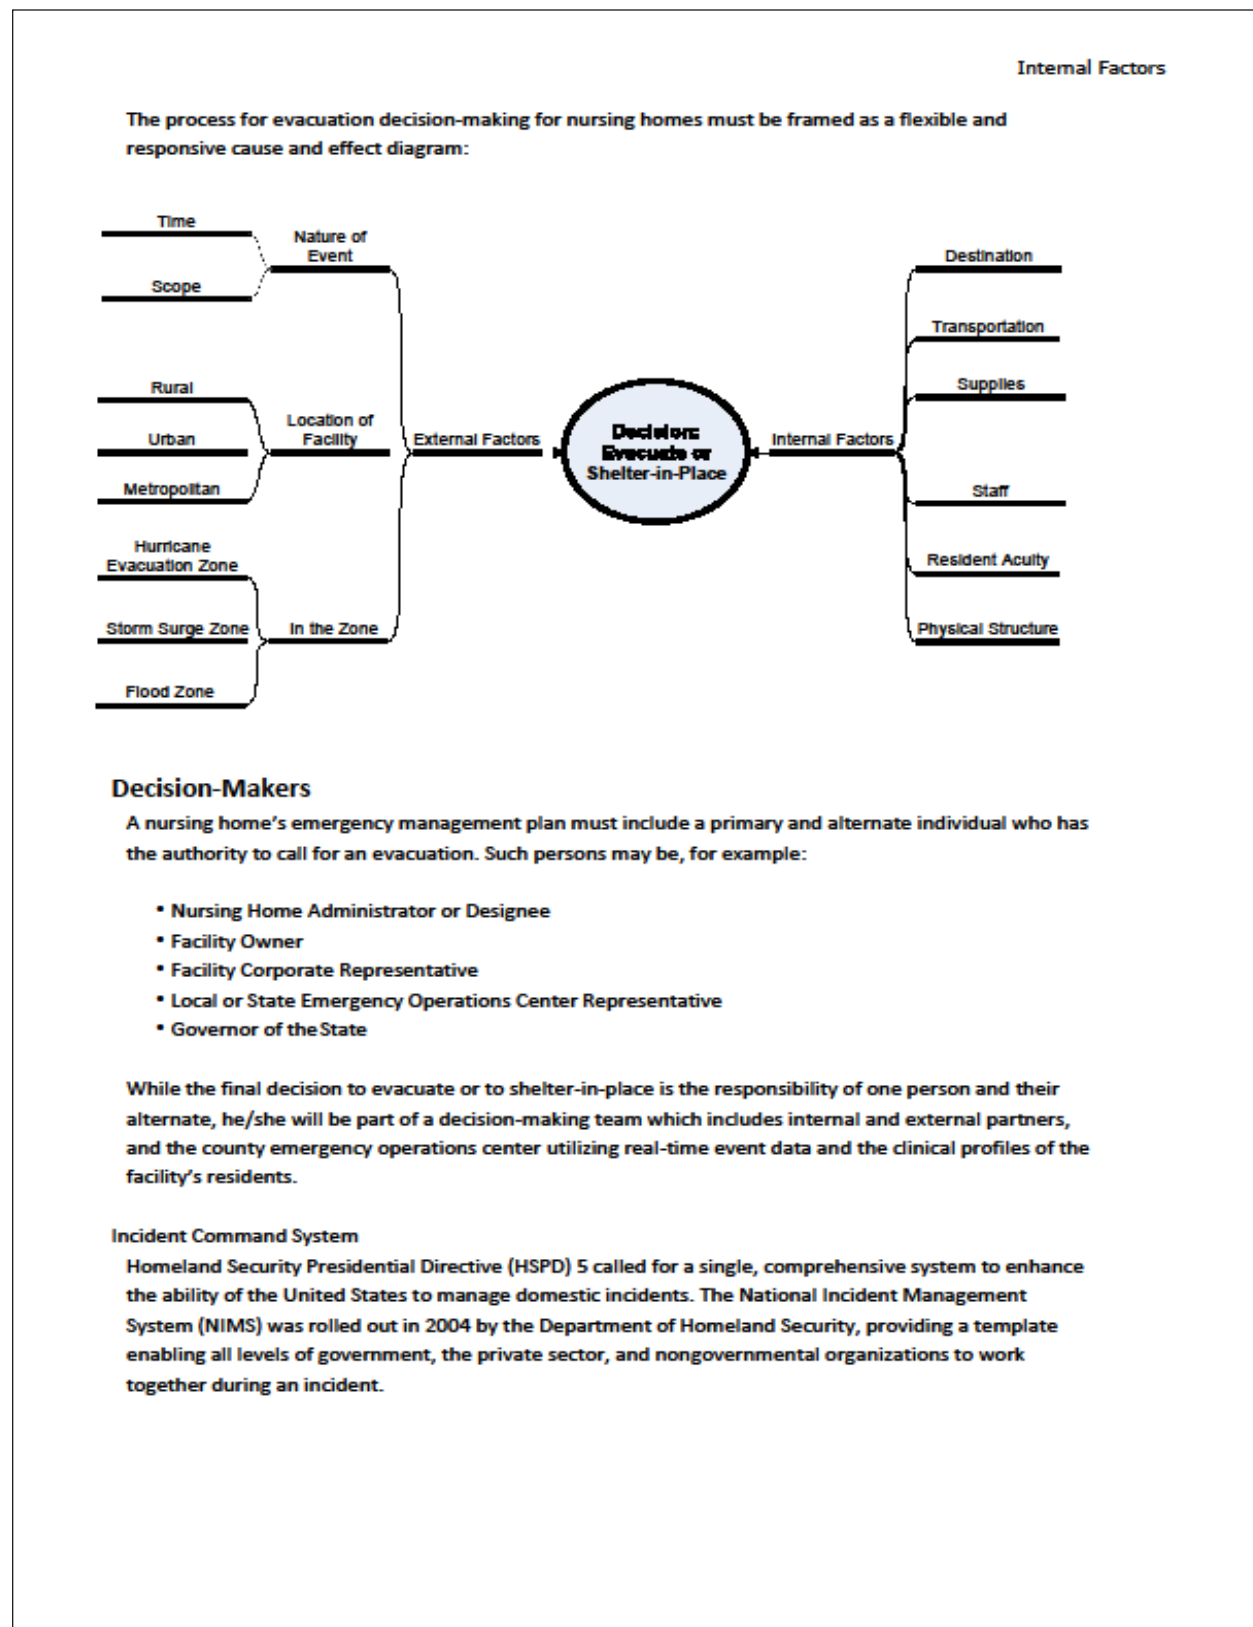 Internal Factors
The process for evacuation decision-making for nursing homes must be framed as a flexible and
responsive cause and effect diagram:
Time
Scope
Nature of
Event
Rural
Urban
Metropolitan
Location of
Facility
Hurricane
Evacuation Zone
Storm Surge Zone
Flood Zone
In the Zone
External Factors
Decision:
Evacuate or
Shelter-in-Place
Internal Factors
Destination
Transportation
Supplies
Staff
Resident Acuity
Physical Structure
Decision-Makers
A nursing home's emergency management plan must include a primary and alternate individual who has
the authority to call for an evacuation. Such persons may be, for example:
• Nursing Home Administrator or Designee
• Facility Owner
• Facility Corporate Representative
• Local or State Emergency Operations Center Representative
• Governor of the State
While the final decision to evacuate or to shelter-in-place is the responsibility of one person and their
alternate, he/she will be part of a decision-making team which includes internal and external partners,
and the county emergency operations center utilizing real-time event data and the clinical profiles of the
facility's residents.
Incident Command System
Homeland Security Presidential Directive (HSPD) 5 called for a single, comprehensive system to enhance
the ability of the United States to manage domestic incidents. The National Incident Management
System (NIMS) was rolled out in 2004 by the Department of Homeland Security, providing a template
enabling all levels of government, the private sector, and nongovernmental organizations to work
together during an incident.